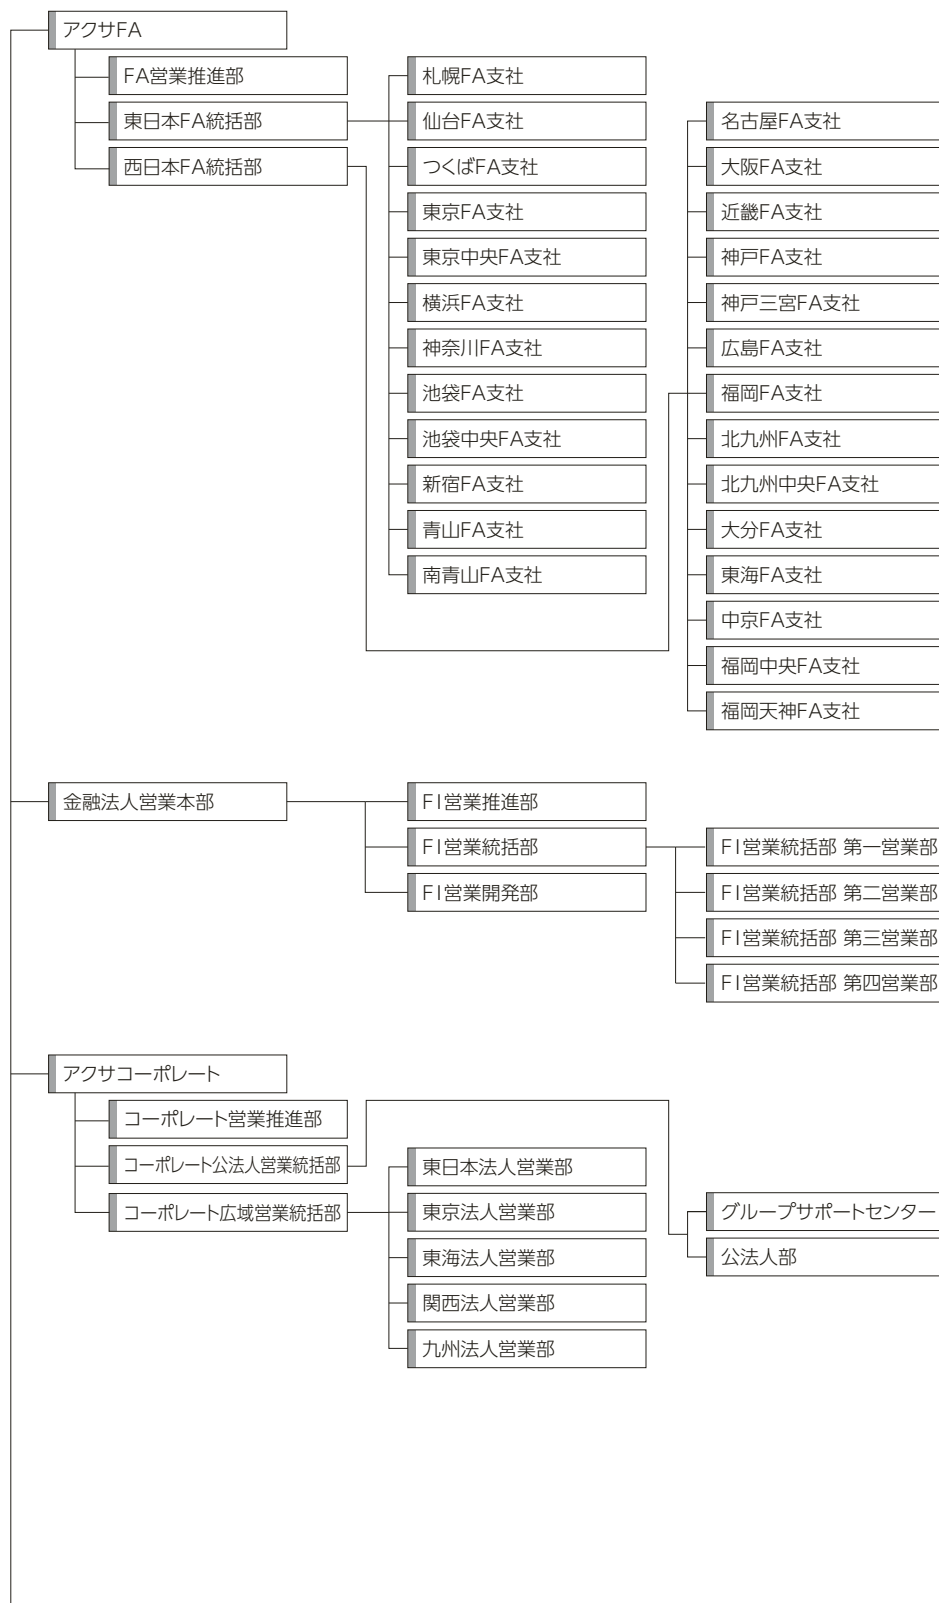 アクサFA
FA営業推進部
東日本FA統括部
西日本FA統括部
札幌FA支社
仙台FA支社
つくばFA支社
東京FA支社
東京中央FA支社
横浜FA支社
神奈川FA支社
池袋FA支社
池袋中央FA支社
新宿FA支社
青山FA支社
南青山FA支社
名古屋FA支社
大阪FA支社
近畿FA支社
神戸FA支社
神戸三宮FA支社
広島FA支社
福岡FA支社
北九州FA支社
北九州中央FA支社
大分FA支社
東海FA支社
中京FA支社
福岡中央FA支社
福岡天神FA支社
金融法人営業本部
FI営業推進部
FI営業統括部
FI営業開発部
FI営業統括部 第一営業部
FI営業統括部 第二営業部
FI営業統括部 第三営業部
FI営業統括部 第四営業部
アクサコーポレート
コーポレート営業推進部
コーポレート公法人営業統括部
コーポレート広域営業統括部
東日本法人営業部
東京法人営業部
東海法人営業部
関西法人営業部
九州法人営業部
グループサポートセンター
公法人部